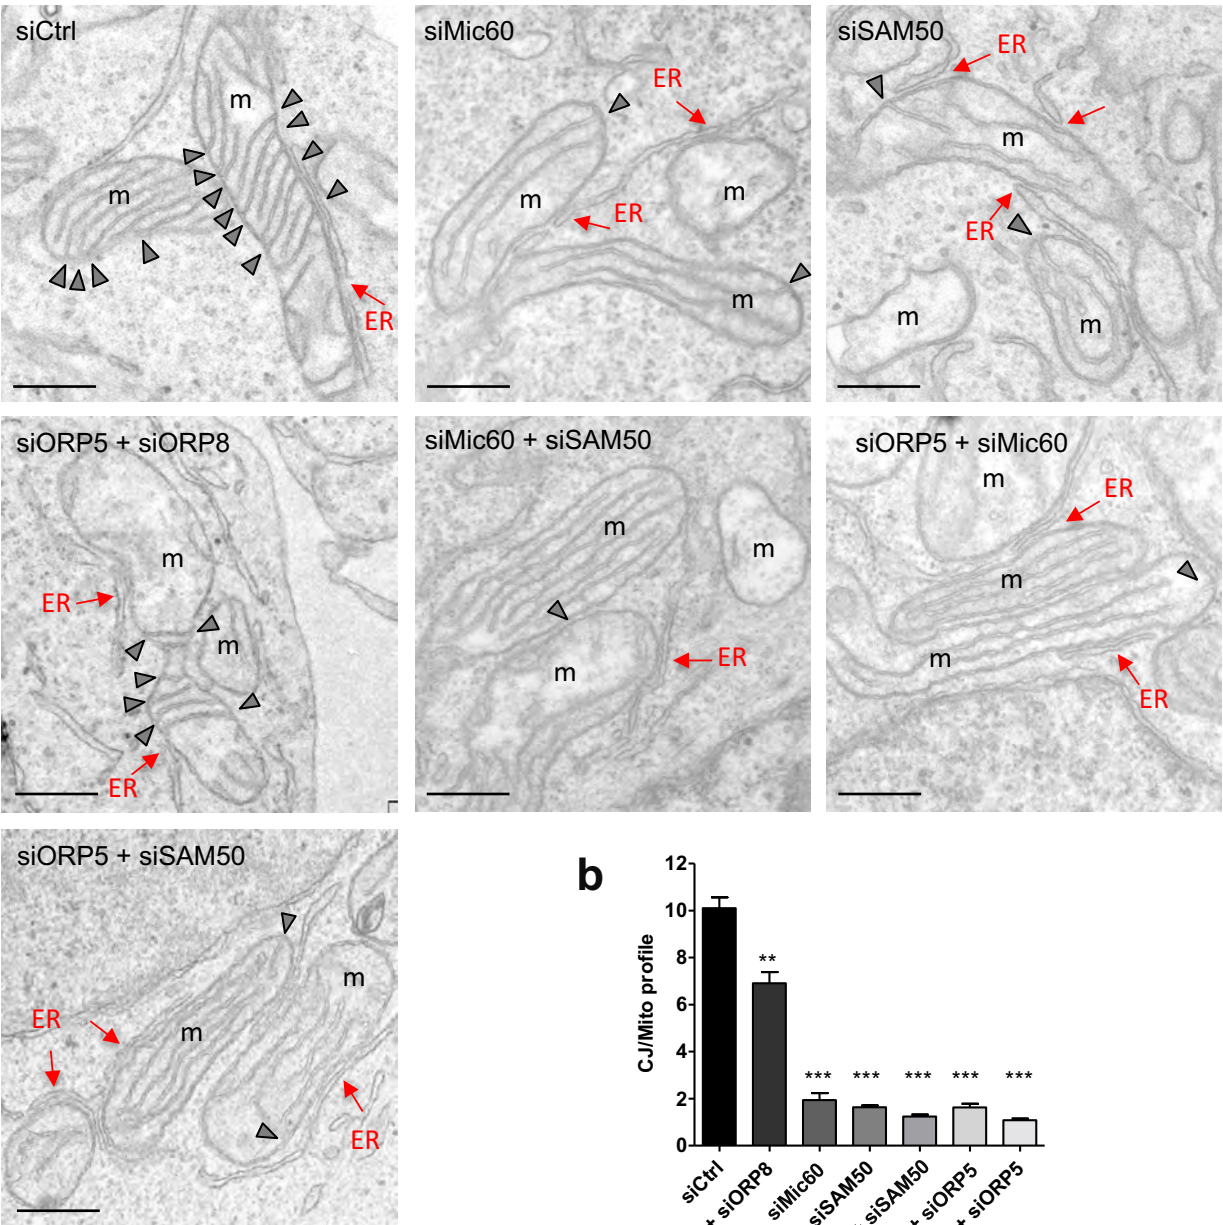 siCtrl
m
m
ER
siMic60
ER
m
ER
m
m
siSAM50
ER
m
ER
m
m
siORP5 + siORP8
m
ER
m
ER
siMic60 + siSAM50
m
m
m
ER
siORP5 + siMic60
m
ER
m
m
ER
siORP5 + siSAM50
m
ER
m
ER
b
CJ/Mito profile
12
10
8
6
4
2
0
**
*** *** *** *** ***
siCtrl
+ siORP8
siMic60
siSAM50
siSAM50
+ siORP5
+ siORP5